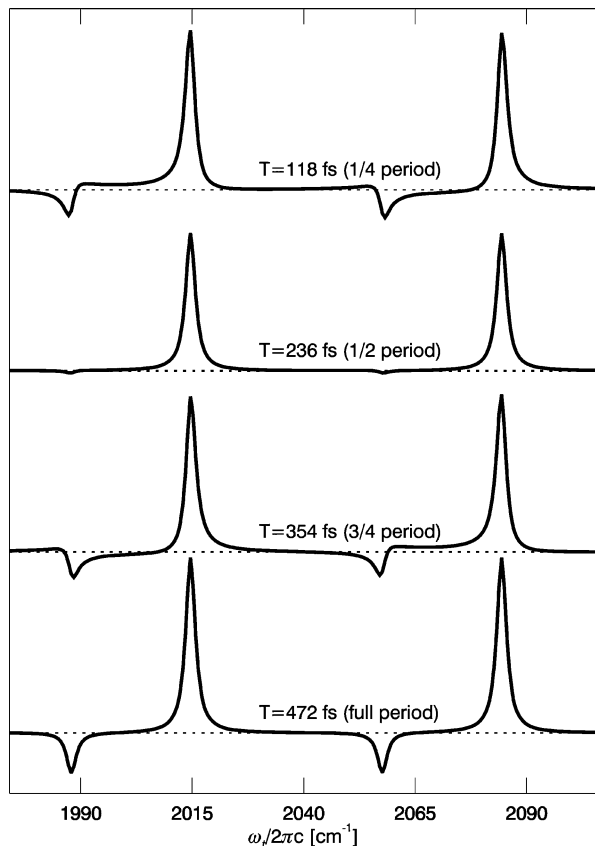 T=118 fs (1/4 period)
T=236 fs (1/2 period)
T=354 fs (3/4 period)
T=472 fs (full period)
1990 2015 2040 2065 2090
ωₜ/2πc [cm⁻¹]